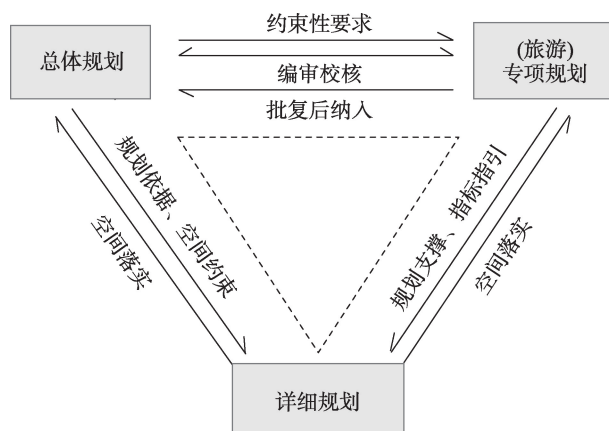 约束性要求
总体规划
(旅游)
专项规划
编审校核
批复后纳入
规划依据、空间约束
空间落实
规划支撑、指标指引
空间落实
详细规划